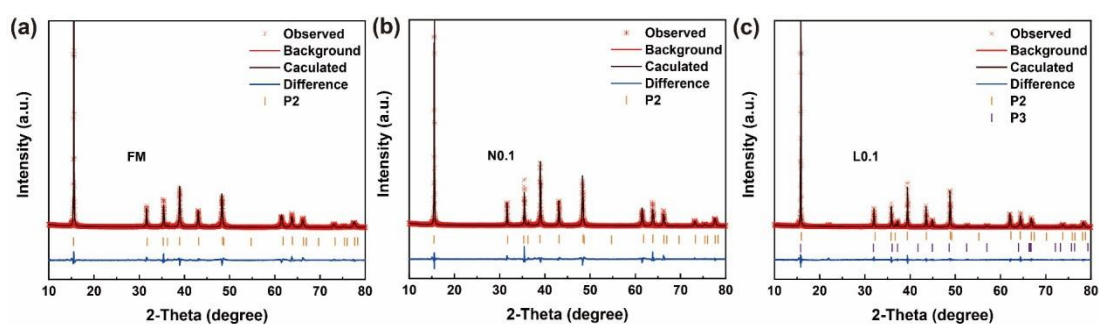 (a)
Observed
Background
Caculated
Difference
P2
FM
Intensity (a.u.)
10 20 30 40 50 60 70 80
2-Theta (degree)
(b)
Observed
Background
Caculated
Difference
P2
N0.1
Intensity (a.u.)
10 20 30 40 50 60 70 80
2-Theta (degree)
(c)
Observed
Background
Caculated
Difference
P2
P3
L0.1
Intensity (a.u.)
10 20 30 40 50 60 70 80
2-Theta (degree)